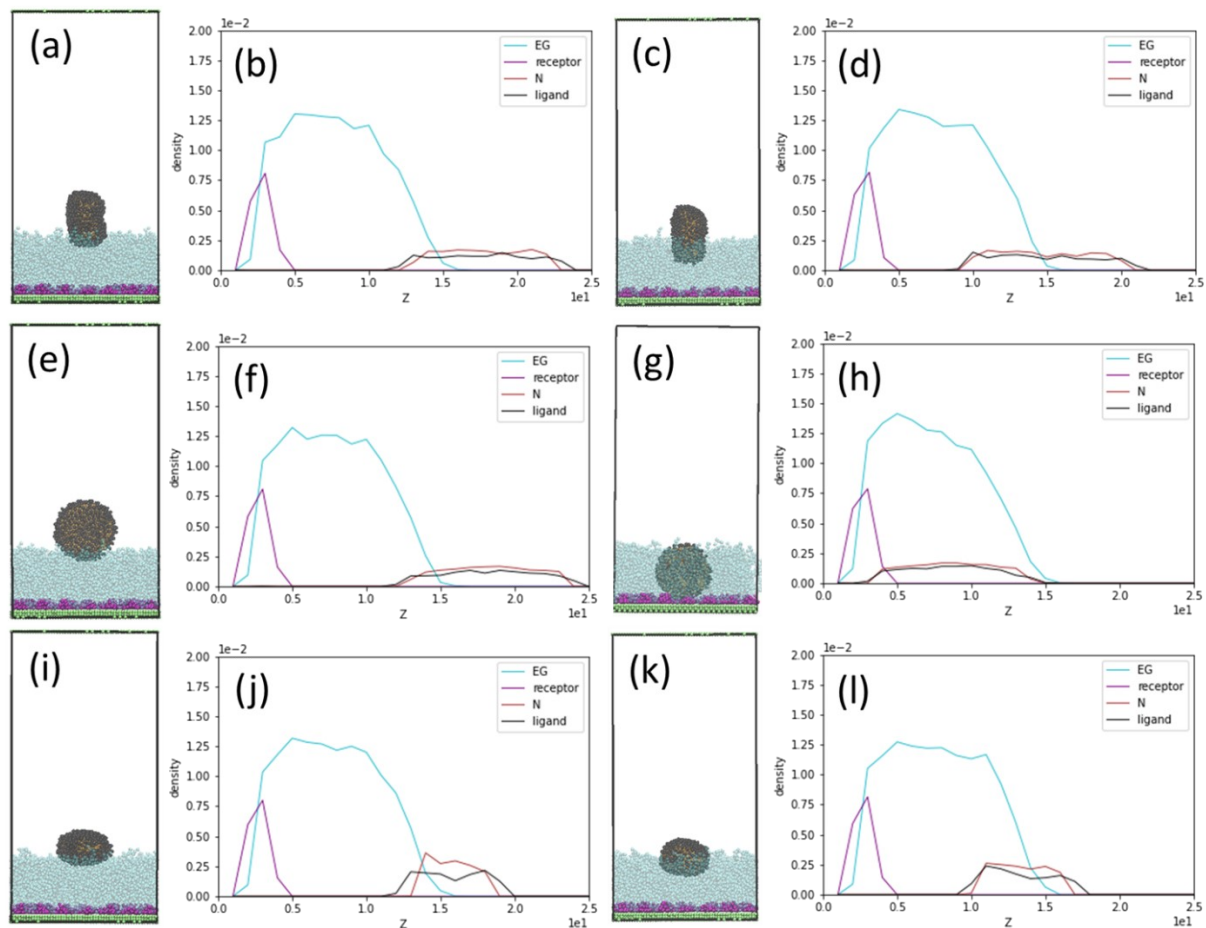 (a)
1e−2
2.00
1.75
1.50
1.25
1.00
0.75
0.50
0.25
0.00
density
(b)
EG
receptor
N
ligand
0.0 0.5 1.0 1.5 2.0 2.5
Z
1e1
(c)
1e−2
2.00
1.75
1.50
1.25
1.00
0.75
0.50
0.25
0.00
density
(d)
EG
receptor
N
ligand
0.0 0.5 1.0 1.5 2.0 2.5
Z
1e1
(e)
1e−2
2.00
1.75
1.50
1.25
1.00
0.75
0.50
0.25
0.00
density
(f)
EG
receptor
N
ligand
0.0 0.5 1.0 1.5 2.0 2.5
Z
1e1
(g)
1e−2
2.00
1.75
1.50
1.25
1.00
0.75
0.50
0.25
0.00
density
(h)
EG
receptor
N
ligand
0.0 0.5 1.0 1.5 2.0 2.5
Z
1e1
(i)
1e−2
2.00
1.75
1.50
1.25
1.00
0.75
0.50
0.25
0.00
density
(j)
EG
receptor
N
ligand
0.0 0.5 1.0 1.5 2.0 2.5
Z
1e1
(k)
1e−2
2.00
1.75
1.50
1.25
1.00
0.75
0.50
0.25
0.00
density
(l)
EG
receptor
N
ligand
0.0 0.5 1.0 1.5 2.0 2.5
Z
1e1